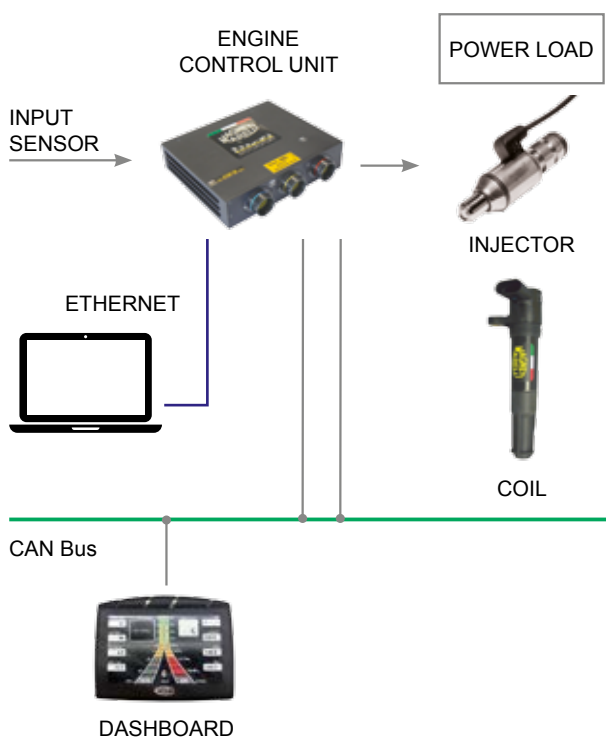 ENGINE
CONTROL UNIT
POWER LOAD
INPUT
SENSOR
INJECTOR
ETHERNET
COIL
CAN Bus
DASHBOARD